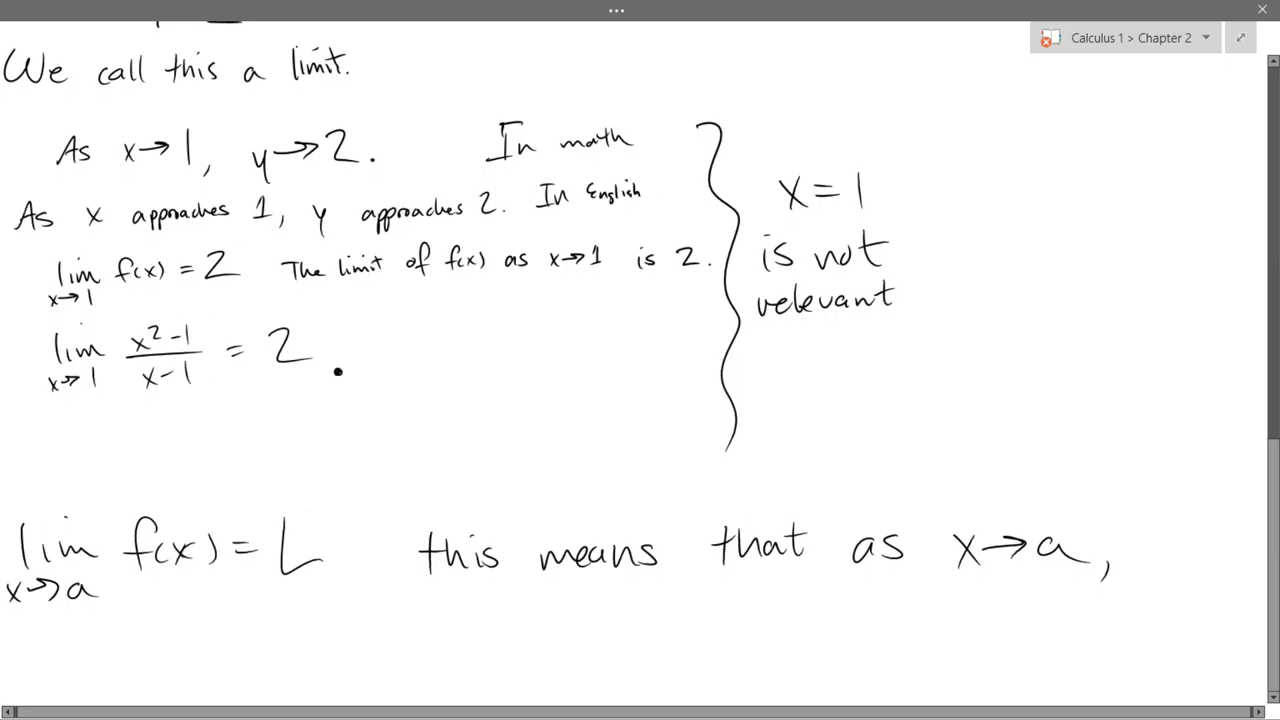 Calculus 1 > Chapter 2
We call this a limit.
As x→1, y→2. In math
As x approaches 1, y approaches 2. In English
lim x→1 f(x) = 2 The limit of f(x) as x→1 is 2.
lim x→1 x²-1 / x-1 = 2
x = 1
is not
relevant
lim x→a f(x) = L this means that as x→a,